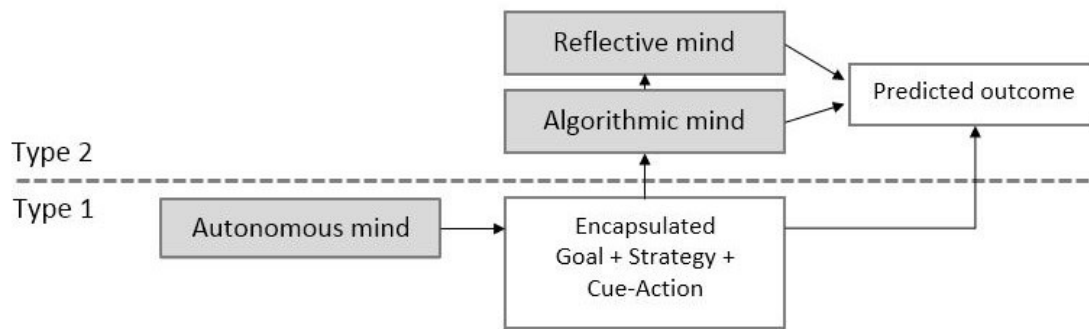 Reflective mind
Algorithmic mind
Predicted outcome
Type 2
Type 1
Autonomous mind
Encapsulated
Goal + Strategy +
Cue-Action